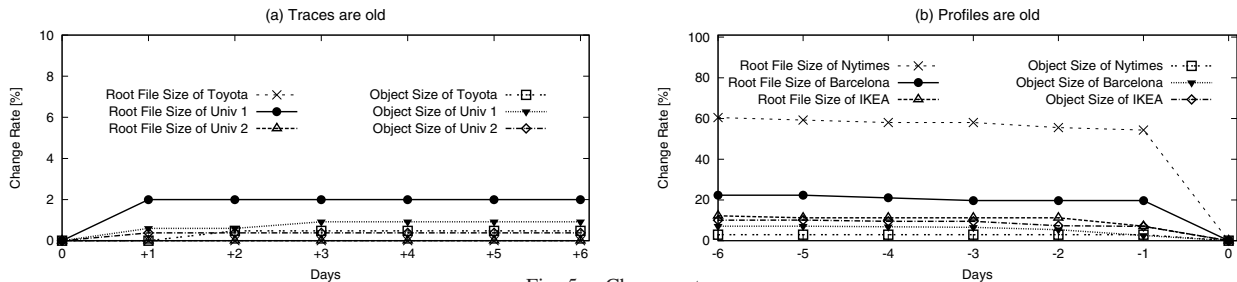 (a) Traces are old
10
8
6
4
2
0
Change Rate [%]
Root File Size of Toyota
Root File Size of Univ 1
Root File Size of Univ 2
Object Size of Toyota
Object Size of Univ 1
Object Size of Univ 2
0 +1 +2 +3 +4 +5 +6
Days
(b) Profiles are old
100
80
60
40
20
0
Change Rate [%]
Root File Size of Nytimes
Root File Size of Barcelona
Root File Size of IKEA
Object Size of Nytimes
Object Size of Barcelona
Object Size of IKEA
-6 -5 -4 -3 -2 -1 0
Days